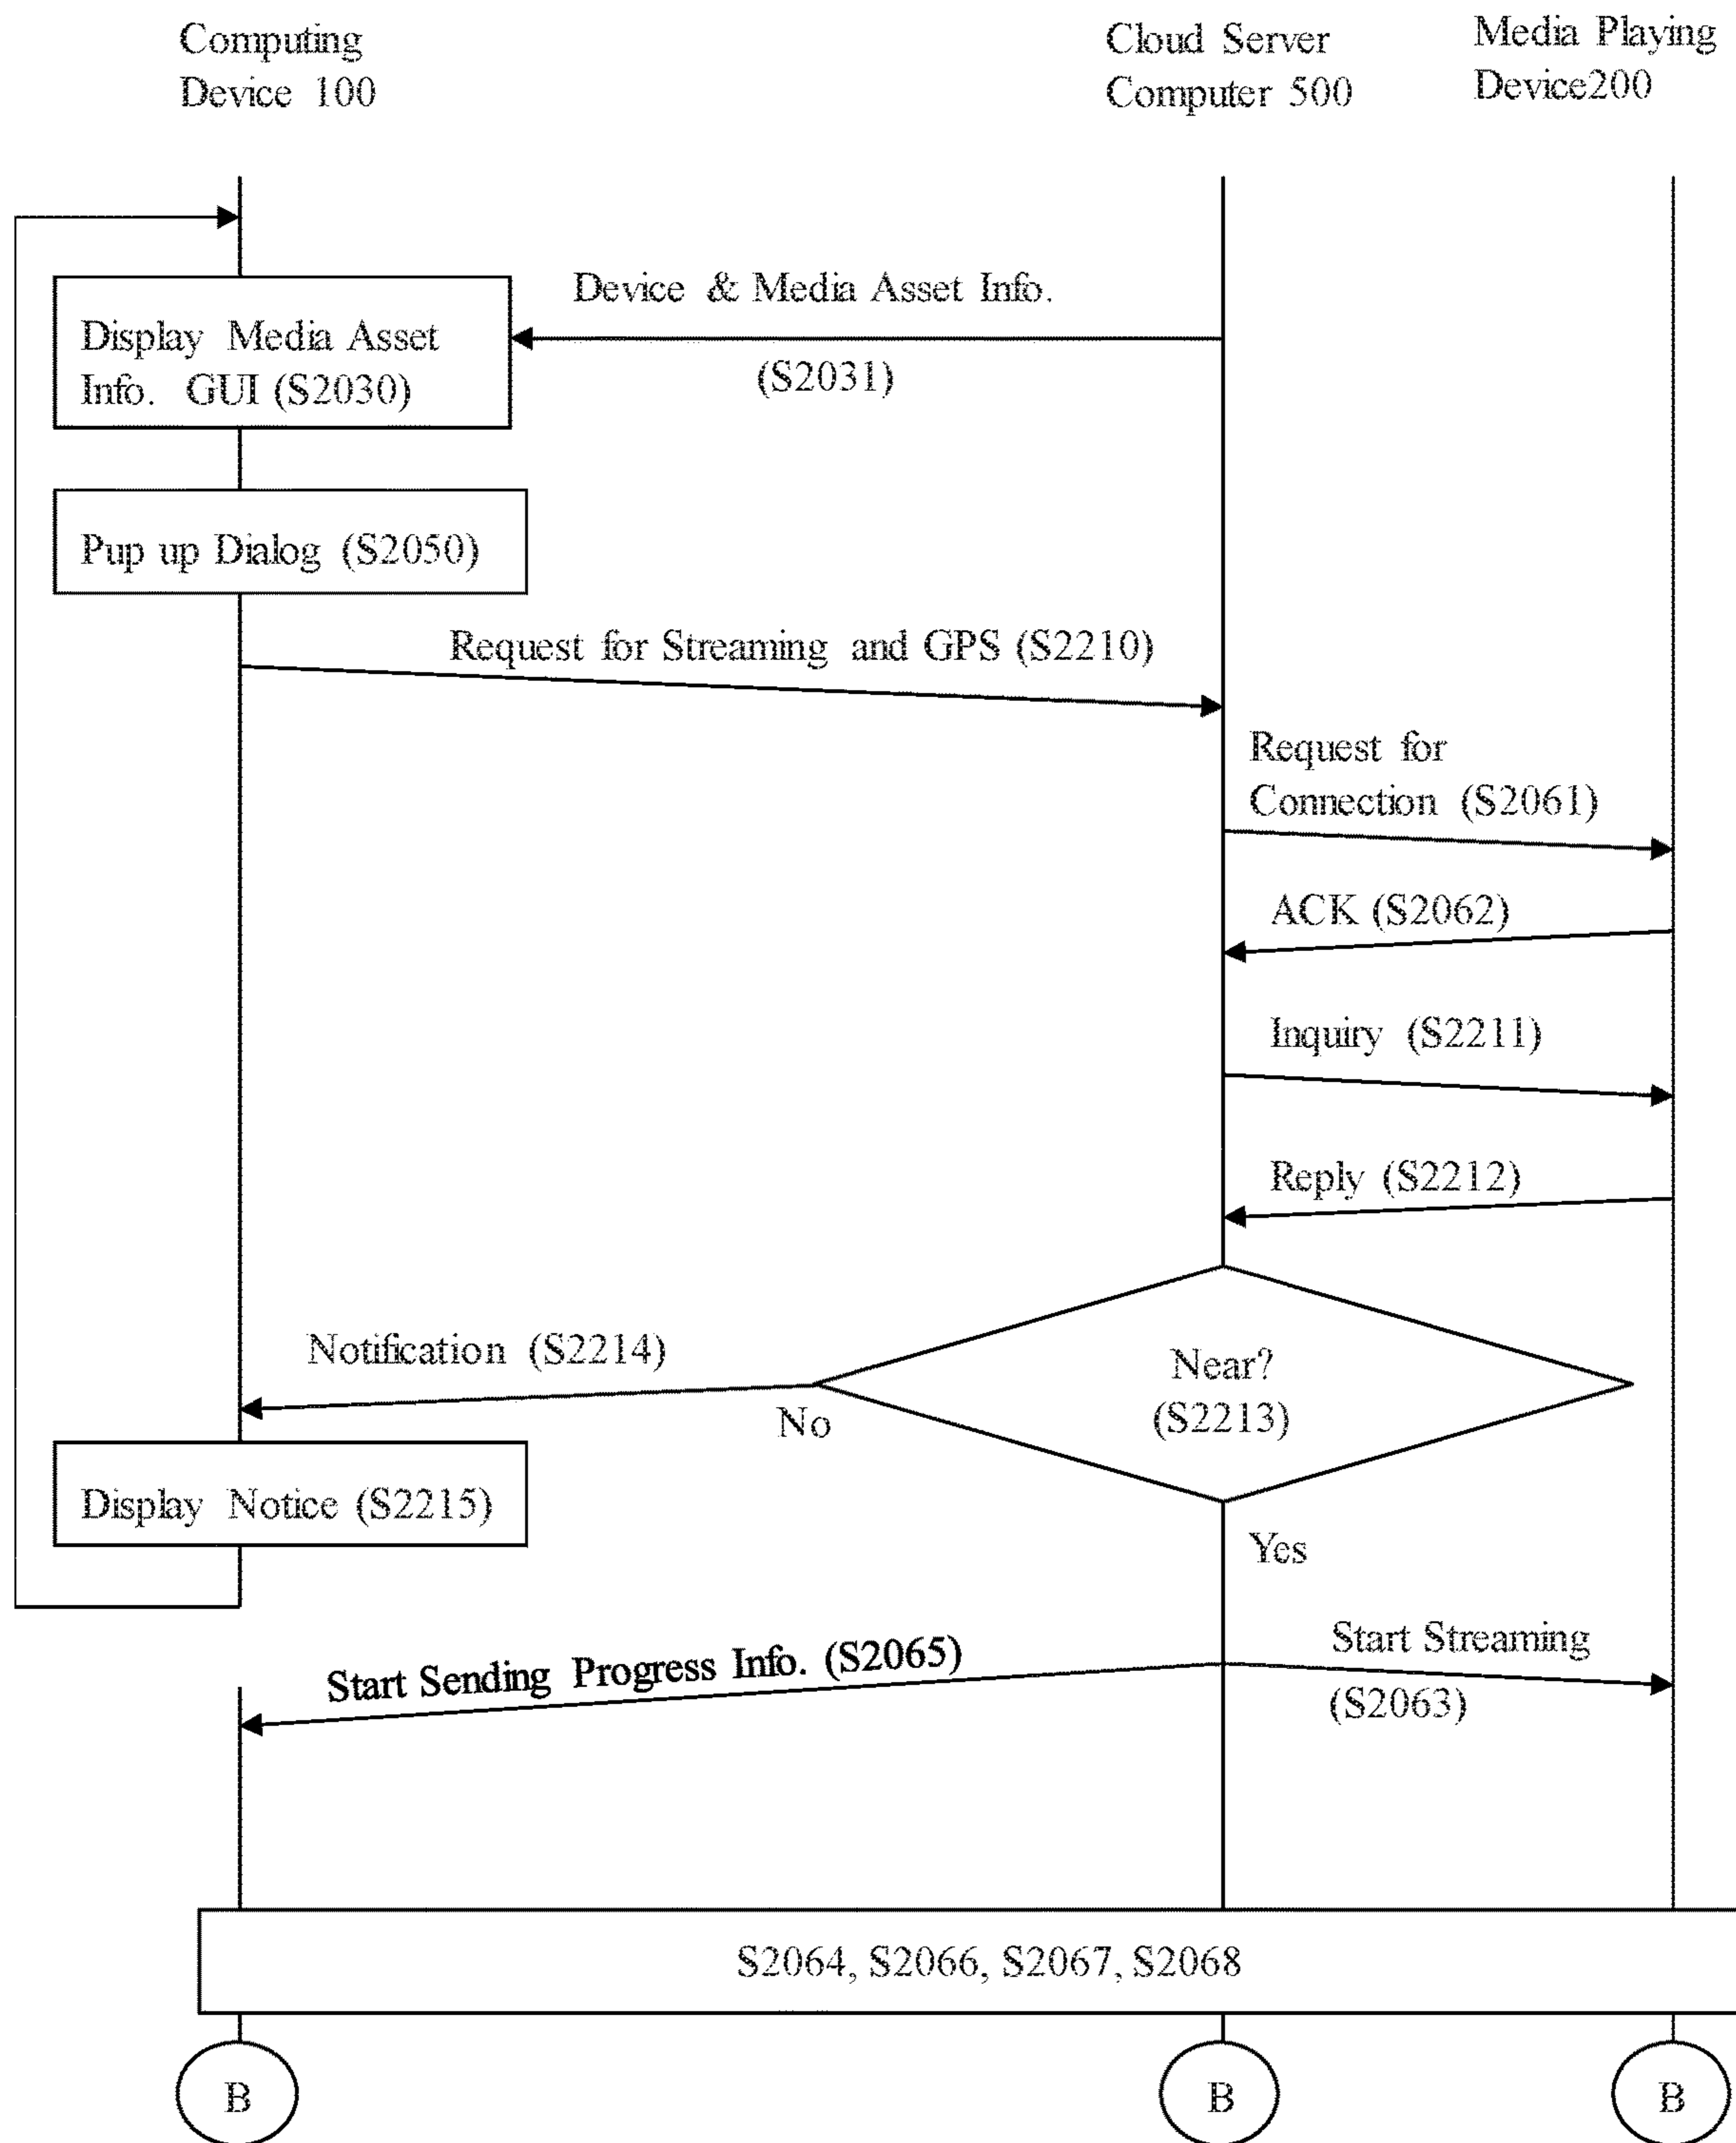 Computing
Device 100
Cloud Server
Computer 500
Media Playing
Device200
Device & Media Asset Info.
(S2031)
Display Media Asset
Info. GUI (S2030)
Pup up Dialog (S2050)
Request for Streaming and GPS (S2210)
Request for
Connection (S2061)
ACK (S2062)
Inquiry (S2211)
Reply (S2212)
Near?
(S2213)
Notification (S2214)
No
Display Notice (S2215)
Yes
Start Sending Progress Info. (S2065)
Start Streaming
(S2063)
S2064, S2066, S2067, S2068
B
B
B